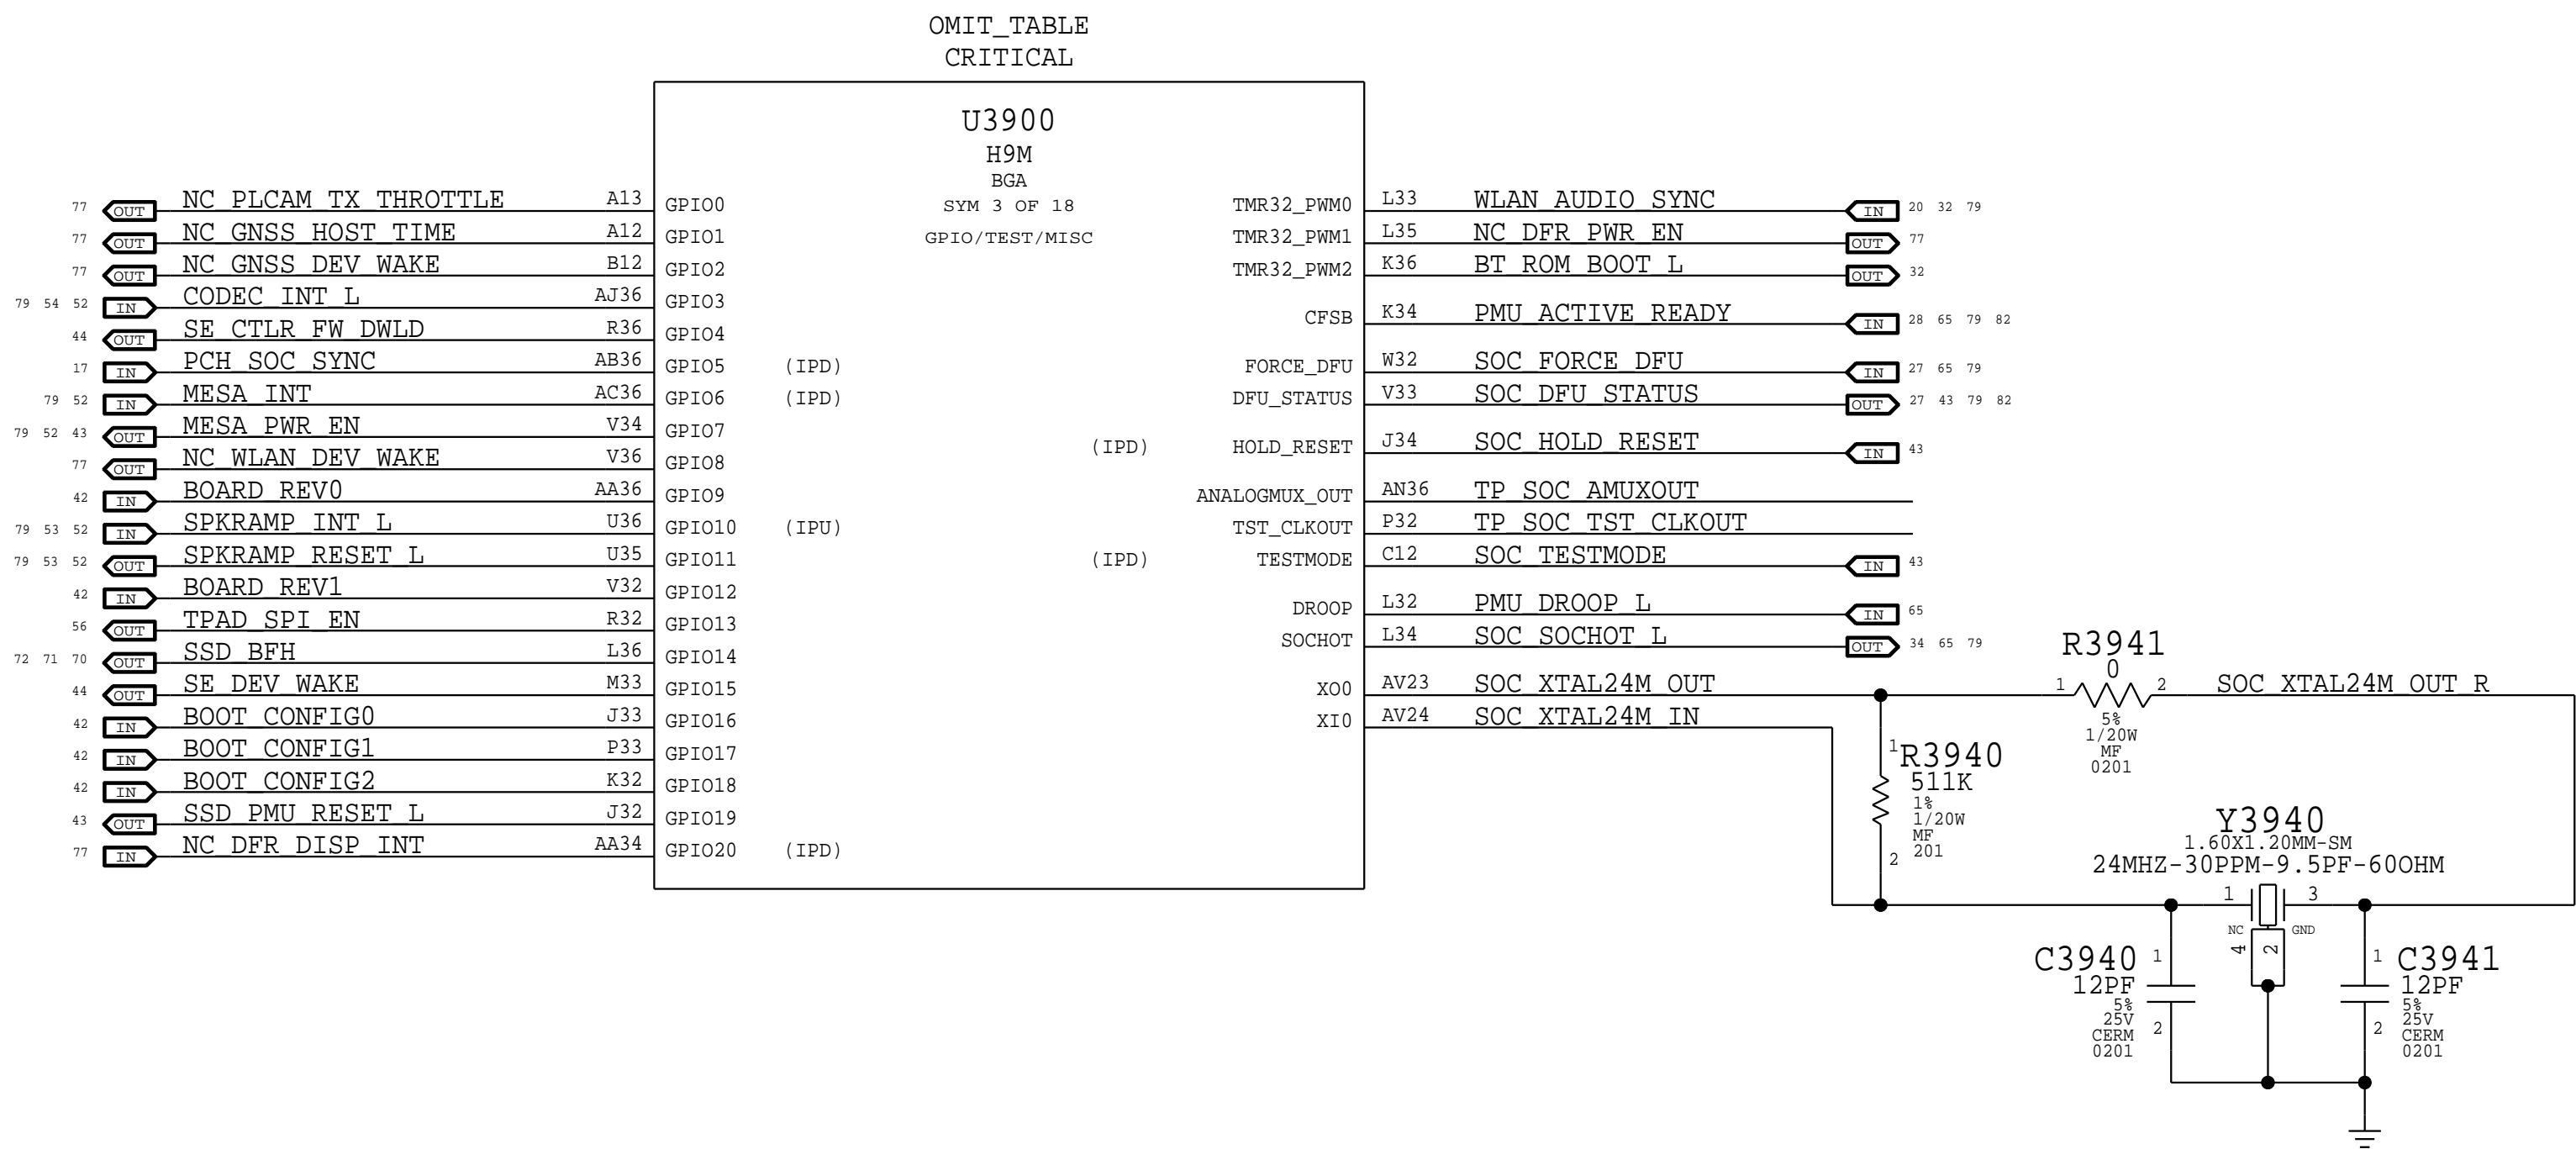 OMIT_TABLE
CRITICAL
U3900
H9M
BGA
SYM 3 OF 18
GPIO/TEST/MISC
77 OUT NC_PLCAM_TX_THROTTLE A13 GPIO0
77 OUT NC_GNSS_HOST_TIME A12 GPIO1
77 OUT NC_GNSS_DEV_WAKE B12 GPIO2
79 54 52 IN CODEC_INT_L AJ36 GPIO3
44 OUT SE_CTLR_FW_DWLD R36 GPIO4
17 IN PCH_SOC_SYNC AB36 GPIO5 (IPD)
79 52 IN MESA_INT AC36 GPIO6 (IPD)
79 52 43 OUT MESA_PWR_EN V34 GPIO7
77 OUT NC_WLAN_DEV_WAKE V36 GPIO8
42 IN BOARD_REV0 AA36 GPIO9
79 53 52 IN SPKRAMP_INT_L U36 GPIO10 (IPU)
79 53 52 OUT SPKRAMP_RESET_L U35 GPIO11
42 IN BOARD_REV1 V32 GPIO12
56 OUT TPAD_SPI_EN R32 GPIO13
72 71 70 OUT SSD_BFH L36 GPIO14
44 OUT SE_DEV_WAKE M33 GPIO15
42 IN BOOT_CONFIG0 J33 GPIO16
42 IN BOOT_CONFIG1 P33 GPIO17
42 IN BOOT_CONFIG2 K32 GPIO18
43 OUT SSD_PMU_RESET_L J32 GPIO19
77 IN NC_DFR_DISP_INT AA34 GPIO20 (IPD)
TMR32_PWM0 L33 WLAN_AUDIO_SYNC IN 20 32 79
TMR32_PWM1 L35 NC_DFR_PWR_EN OUT 77
TMR32_PWM2 K36 BT_ROM_BOOT_L OUT 32
CFSB K34 PMU_ACTIVE_READY IN 28 65 79 82
FORCE_DFU W32 SOC_FORCE_DFU IN 27 65 79
DFU_STATUS V33 SOC_DFU_STATUS OUT 27 43 79 82
(IPD) HOLD_RESET J34 SOC_HOLD_RESET IN 43
ANALOGMUX_OUT AN36 TP_SOC_AMUXOUT
TST_CLKOUT P32 TP_SOC_TST_CLKOUT
(IPD) TESTMODE C12 SOC_TESTMODE IN 43
DROOP L32 PMU_DROOP_L IN 65
SOCHOT L34 SOC_SOCHOT_L OUT 34 65 79
XO0 AV23 SOC_XTAL24M_OUT
XI0 AV24 SOC_XTAL24M_IN
R3941
0
1 2 SOC_XTAL24M_OUT_R
5%
1/20W
MF
0201
1
R3940
511K
1%
1/20W
MF
201
2
Y3940
1.60X1.20MM-SM
24MHZ-30PPM-9.5PF-60OHM
1 3
NC GND
4 2
C3940 1
12PF
5%
25V
CERM
0201
2
1 C3941
12PF
5%
25V
CERM
0201
2